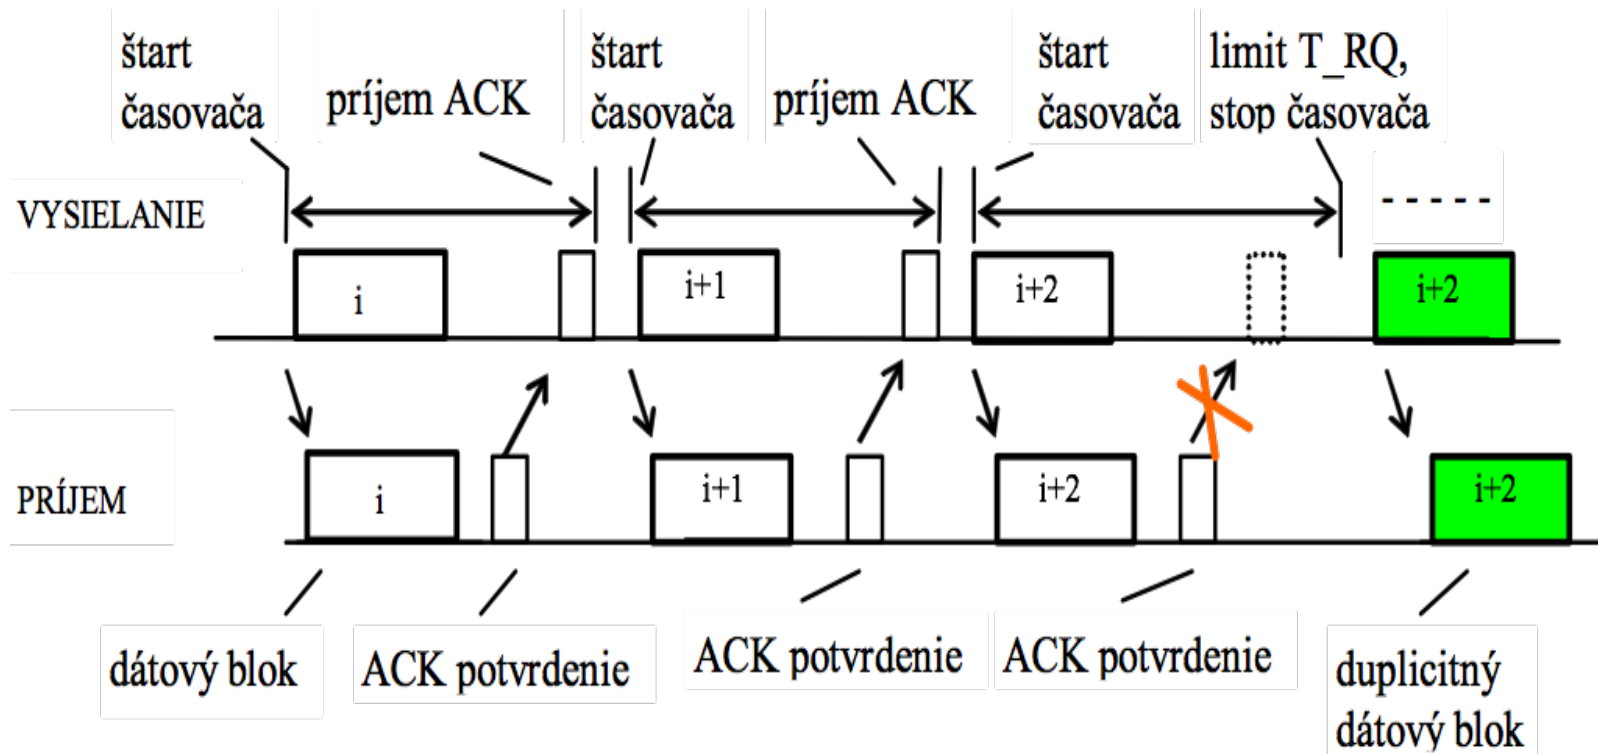 štart
časovača
príjem ACK
štart
časovača
príjem ACK
štart
časovača
limit T_RQ,
stop časovača
VYSIELANIE
- - - - -
i
i+1
i+2
i+2
PRÍJEM
i
i+1
i+2
i+2
dátový blok
ACK potvrdenie
ACK potvrdenie
ACK potvrdenie
duplicitný
dátový blok